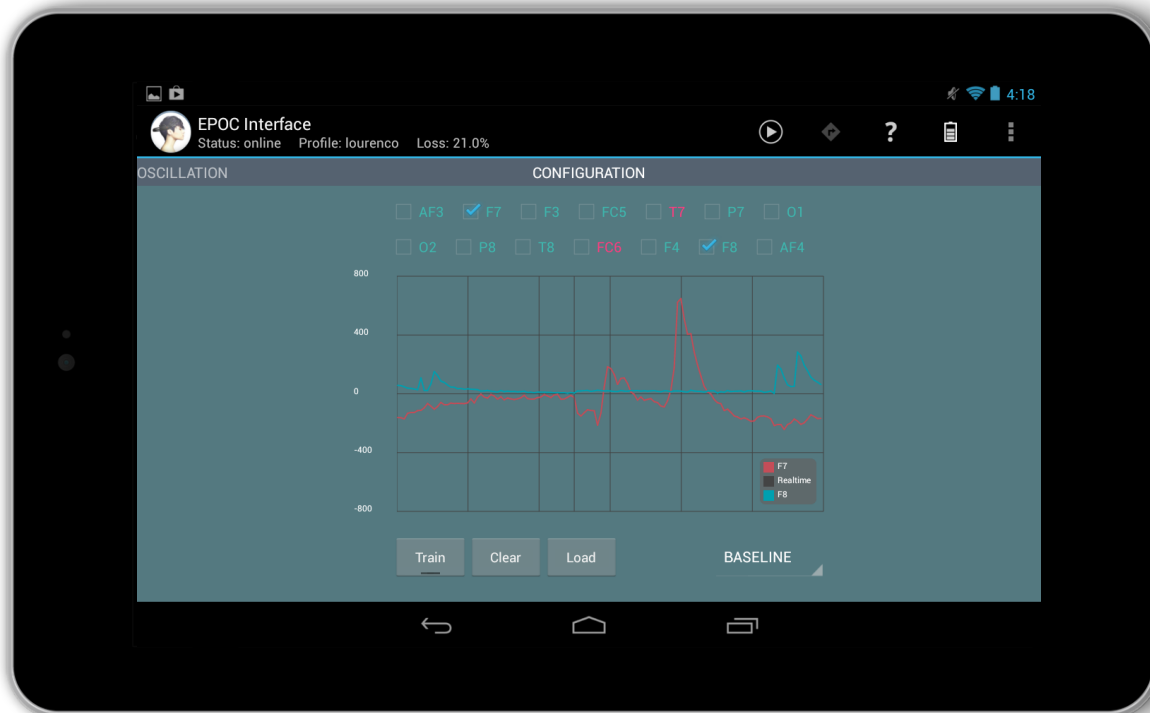 4:18
EPOC Interface
Status: online Profile: lourenco Loss: 21.0%
?
OSCILLATION CONFIGURATION
AF3 F7 F3 FC5 T7 P7 O1
O2 P8 T8 FC6 F4 F8 AF4
800
400
0
-400
-800
F7
Realtime
F8
Train Clear Load BASELINE